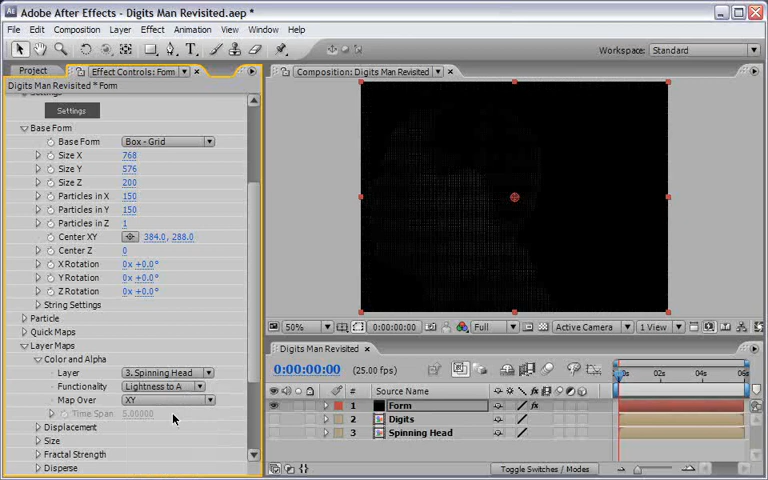 Adobe After Effects - Digits Man Revisited.aep *
File Edit Composition Layer Effect Animation View Window Help
Workspace: Standard
Project Effect Controls: Form
Composition: Digits Man Revisited
Digits Man Revisited * Form
Settings
Base Form
Base Form Box - Grid
Size X 768
Size Y 576
Size Z 200
Particles in X 150
Particles in Y 150
Particles in Z 1
Center XY 384.0, 288.0
Center Z 0
X Rotation 0x +0.0°
Y Rotation 0x +0.0°
Z Rotation 0x +0.0°
String Settings
Particle
Quick Maps
Layer Maps
Color and Alpha
Layer 3. Spinning Head
Functionality Lightness to A
Map Over XY
Time Span 5.00000
Displacement
Size
Fractal Strength
Disperse
50% 0:00:00:00 Full Active Camera 1 View
Digits Man Revisited
0:00:00:00 (25.00 fps)
# Source Name 02s 04s 06s
1 Form
2 Digits
3 Spinning Head
Toggle Switches / Modes